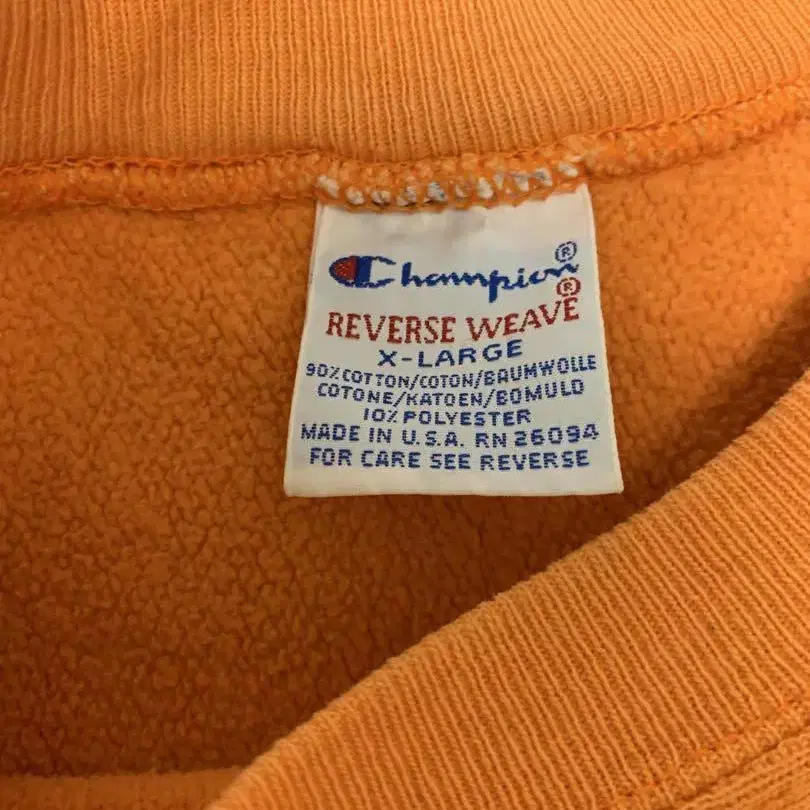 Champion®
REVERSE WEAVE®
X-LARGE
90% COTTON/COTON/BAUMWOLLE
COTONE/KATOEN/BOMULD
10% POLYESTER
MADE IN U.S.A. RN 26094
FOR CARE SEE REVERSE